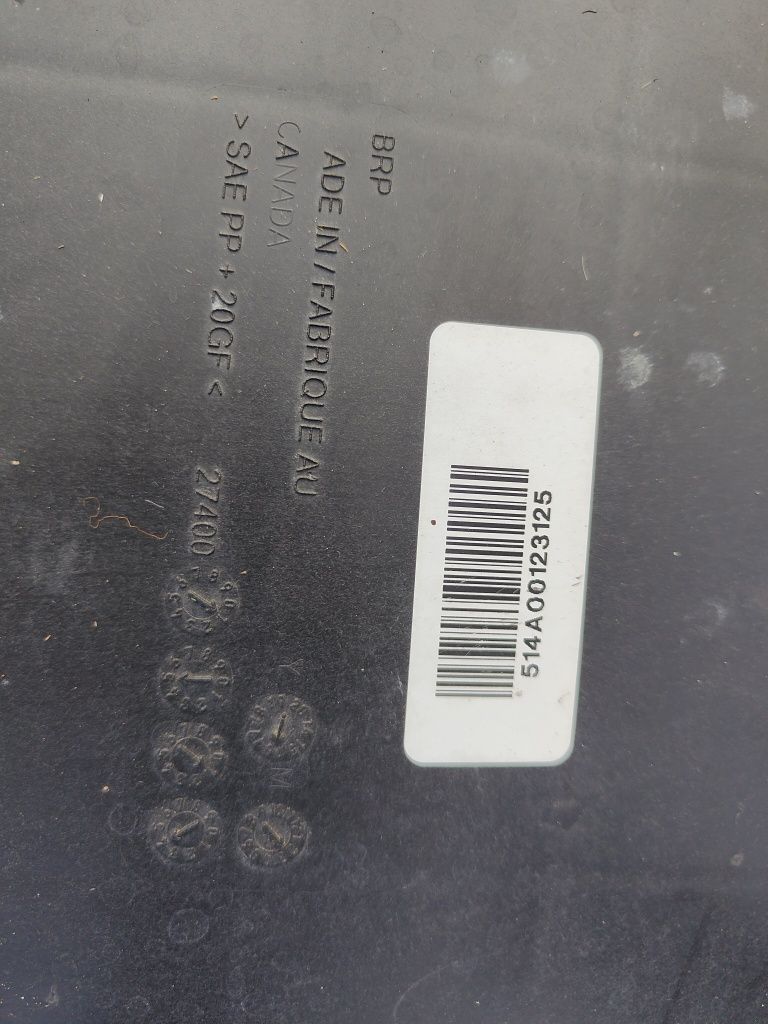 BRP
ADE IN / FABRIQUE AU
CANADA
> SAE PP + 20GF <
27400
Y
M
514A00123125